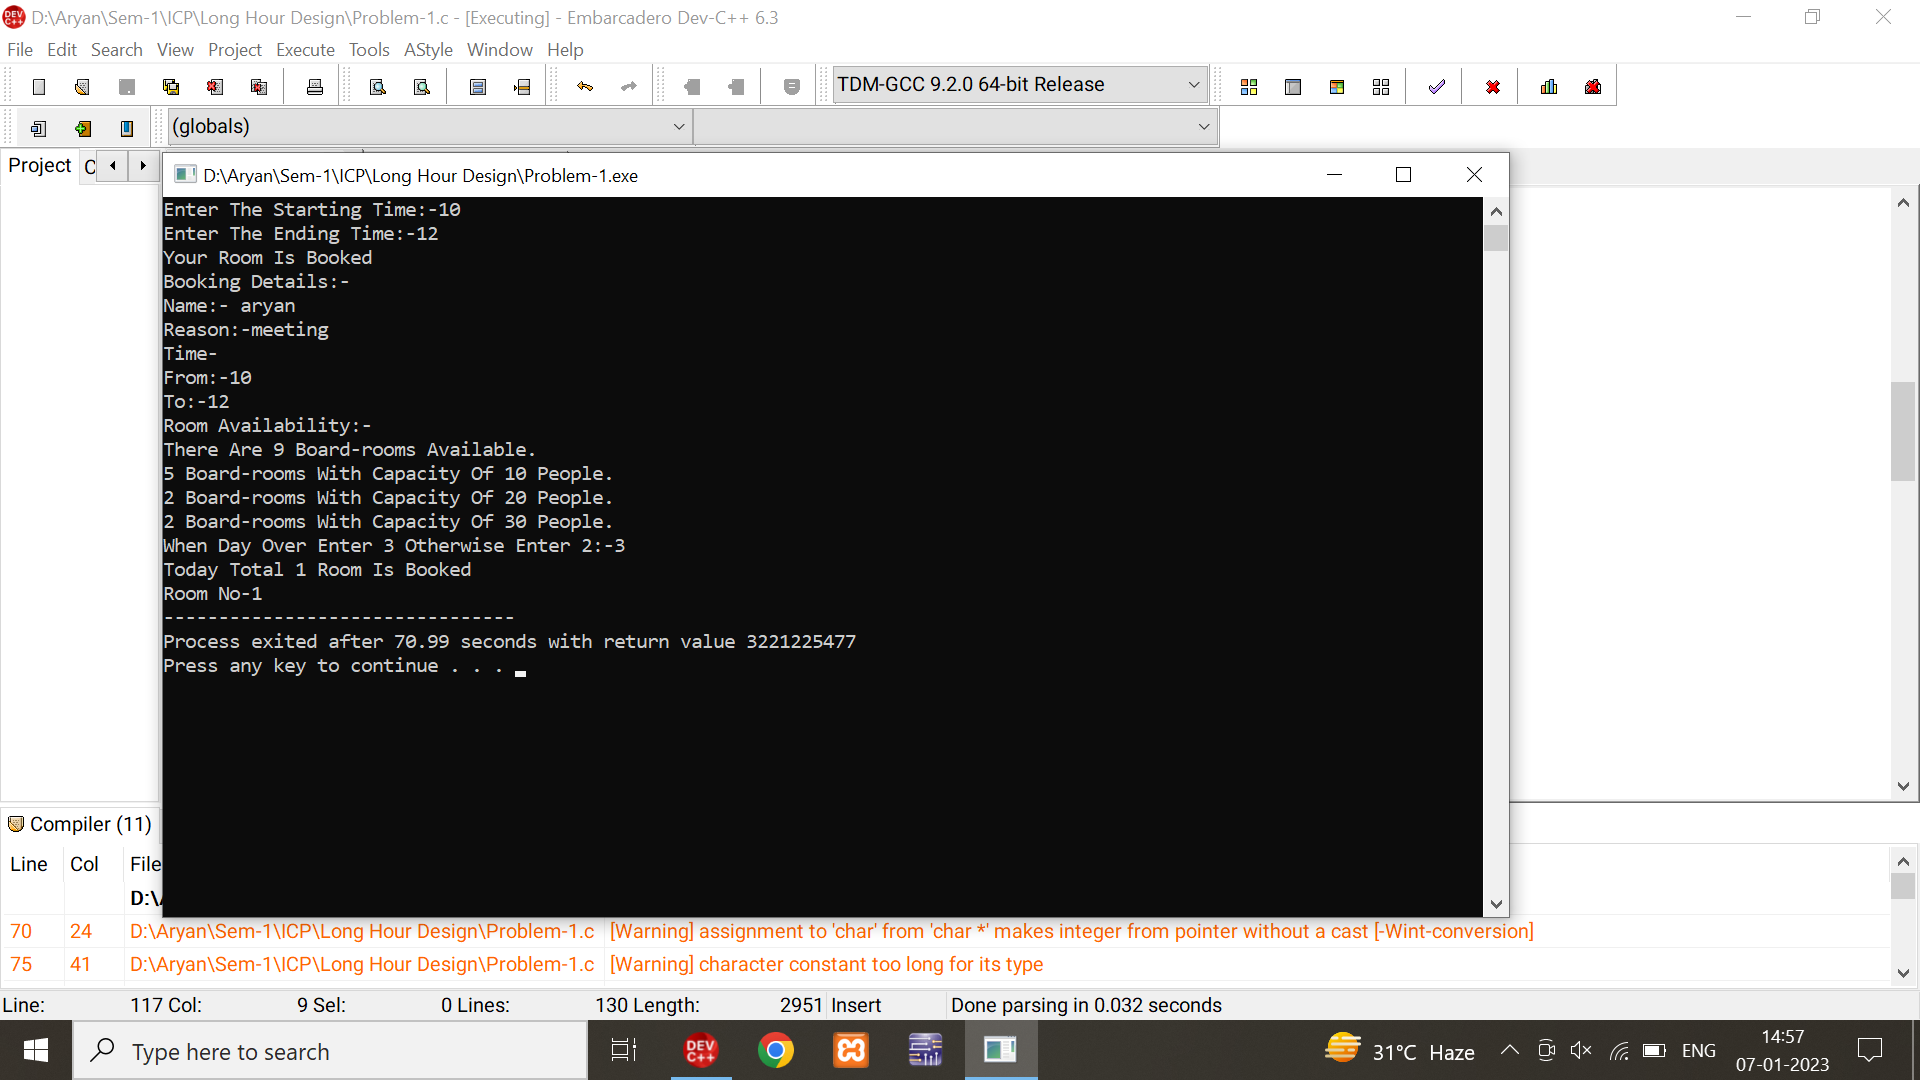 D:\Aryan\Sem-1\ICP\Long Hour Design\Problem-1.c - [Executing] - Embarcadero Dev-C++ 6.3
File Edit Search View Project Execute Tools AStyle Window Help
TDM-GCC 9.2.0 64-bit Release
(globals)
Project
D:\Aryan\Sem-1\ICP\Long Hour Design\Problem-1.exe
Enter The Starting Time:-10
Enter The Ending Time:-12
Your Room Is Booked
Booking Details:-
Name:- aryan
Reason:-meeting
Time-
From:-10
To:-12
Room Availability:-
There Are 9 Board-rooms Available.
5 Board-rooms With Capacity Of 10 People.
2 Board-rooms With Capacity Of 20 People.
2 Board-rooms With Capacity Of 30 People.
When Day Over Enter 3 Otherwise Enter 2:-3
Today Total 1 Room Is Booked
Room No-1
--------------------------------
Process exited after 70.99 seconds with return value 3221225477
Press any key to continue . . .
Compiler (11)
Line Col File
D:\
70 24 D:\Aryan\Sem-1\ICP\Long Hour Design\Problem-1.c [Warning] assignment to 'char' from 'char *' makes integer from pointer without a cast [-Wint-conversion]
75 41 D:\Aryan\Sem-1\ICP\Long Hour Design\Problem-1.c [Warning] character constant too long for its type
Line: 117 Col: 9 Sel: 0 Lines: 130 Length: 2951 Insert Done parsing in 0.032 seconds
Type here to search
DEV C++
31°C Haze
ENG
14:57
07-01-2023